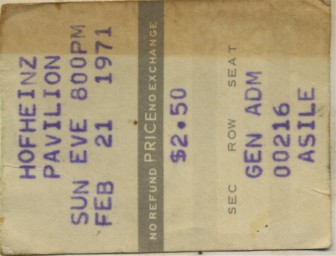 HOFHEINZ
PAVILION
SUN EVE 800PM
FEB 21 1971
NO REFUND PRICE NO EXCHANGE
$2.50
SEC ROW SEAT
GEN ADM
00216
ASILE